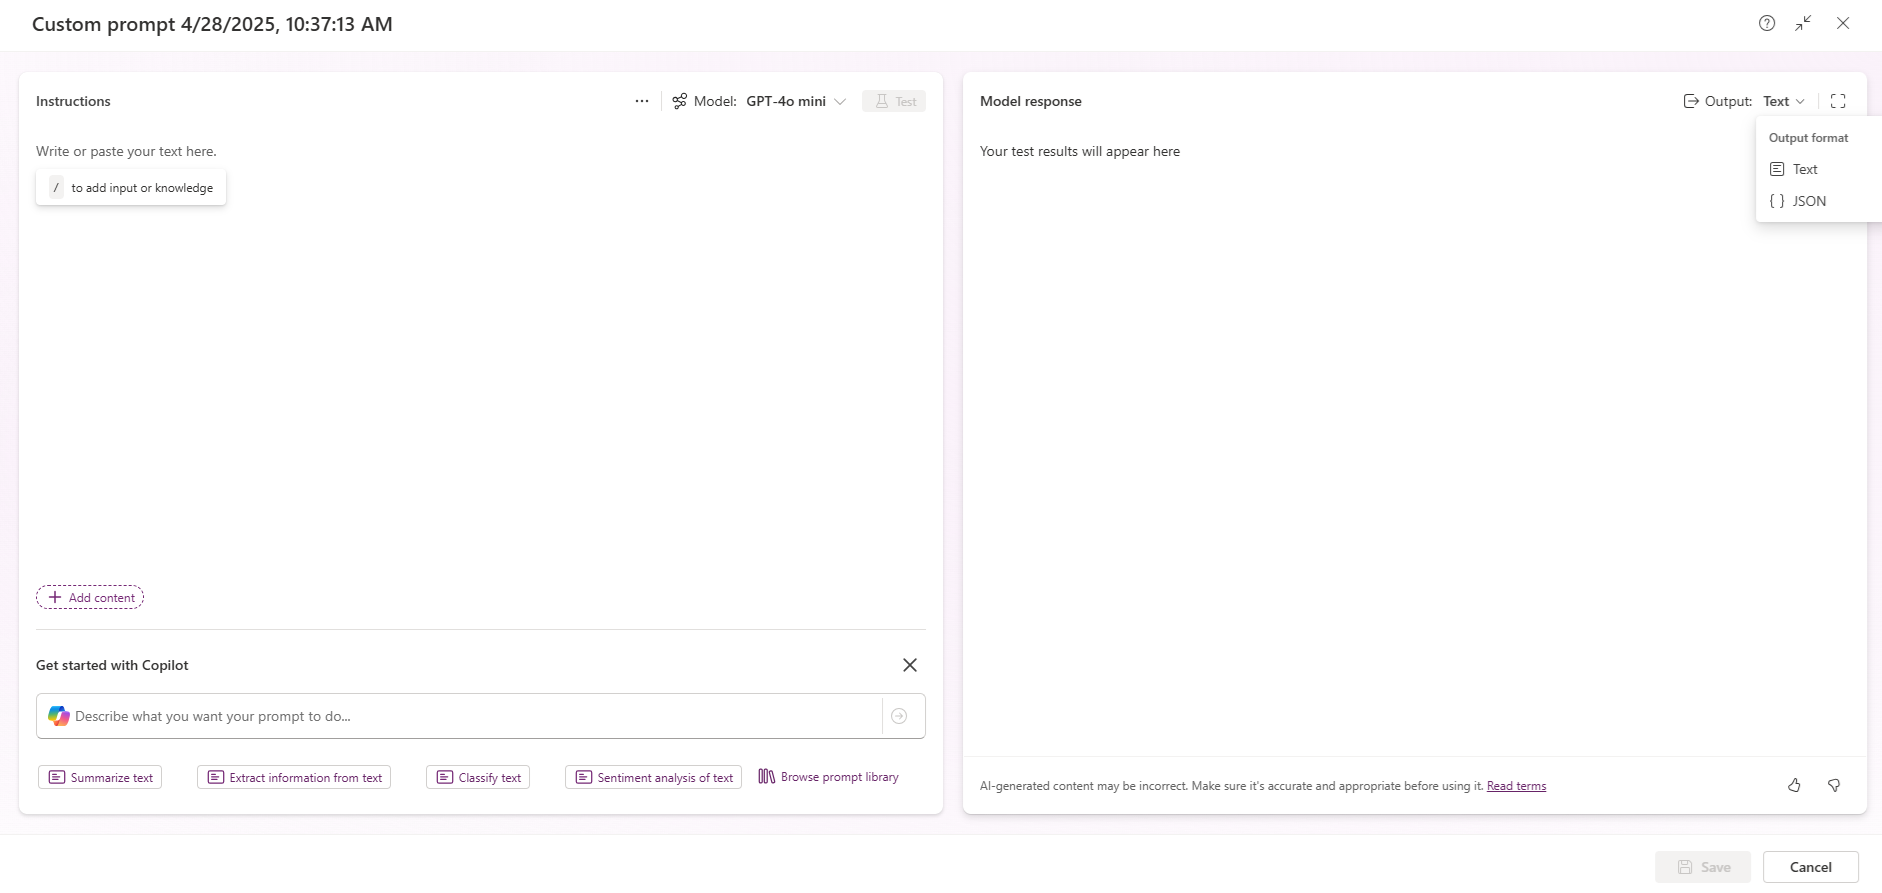 Custom prompt 4/28/2025, 10:37:13 AM
Instructions
Model: GPT-4o mini
Test
Write or paste your text here.
/ to add input or knowledge
Add content
Get started with Copilot
Describe what you want your prompt to do...
Summarize text
Extract information from text
Classify text
Sentiment analysis of text
Browse prompt library
Model response
Output: Text
Output format
Text
{ } JSON
Your test results will appear here
AI-generated content may be incorrect. Make sure it's accurate and appropriate before using it. Read terms
Save
Cancel